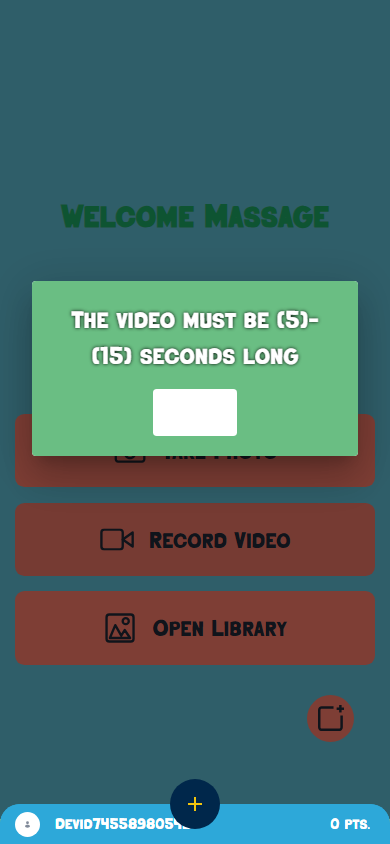 Welcome Massage
The video must be (5)-
(15) seconds long
Take Photo
Record Video
Open Library
0 PTS.